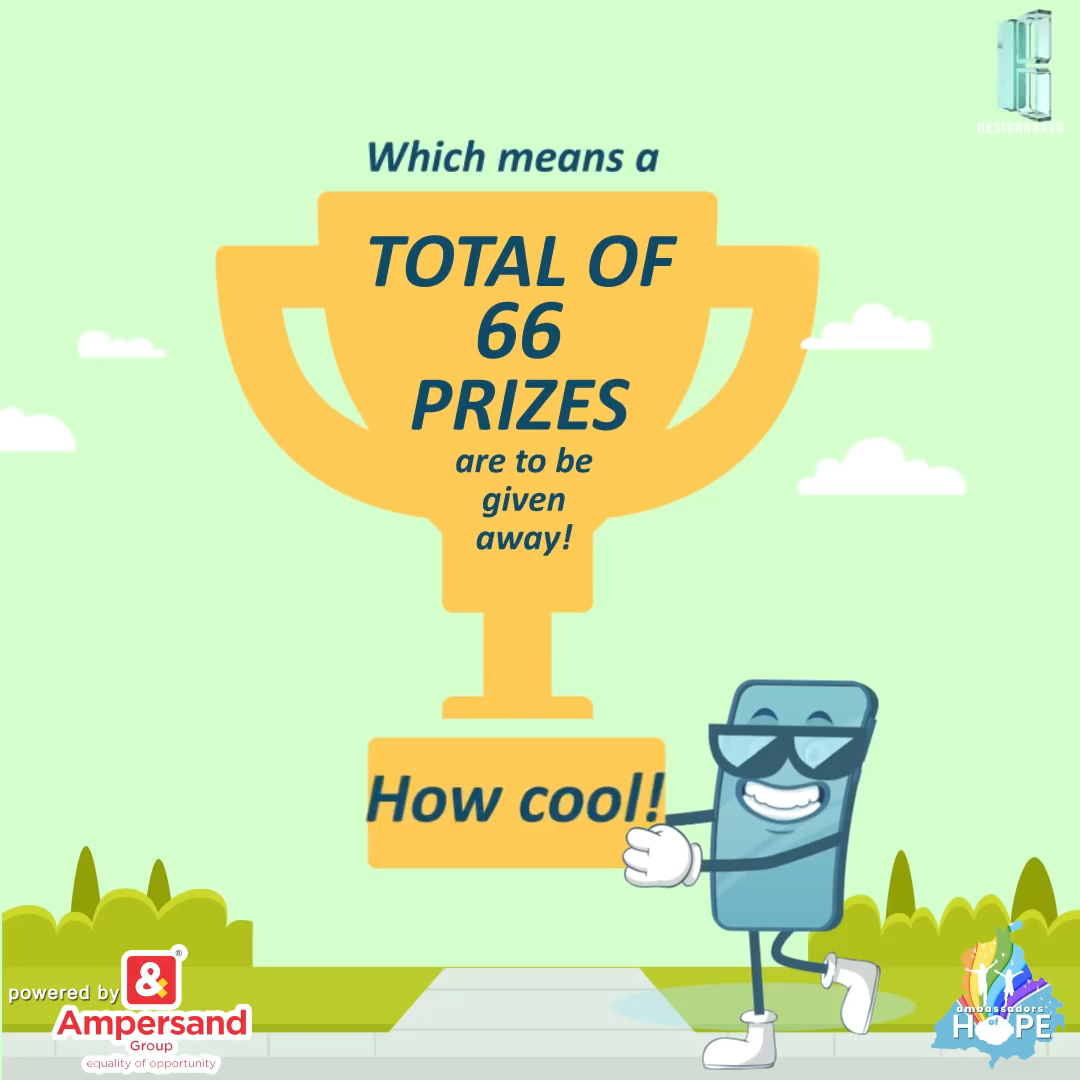 Which means a
TOTAL OF
66
PRIZES
are to be
given
away!
How cool!
powered by
&
®
Ampersand
Group
equality of opportunity
ambassadors'
of
HOPE